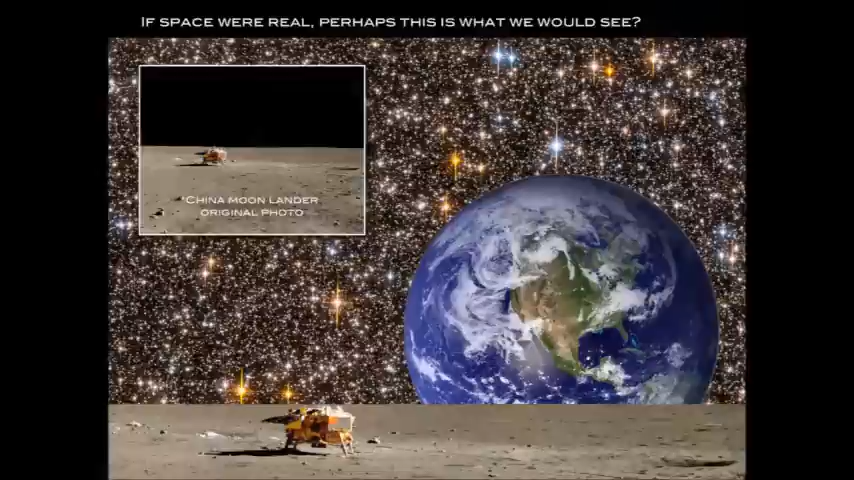 If space were real, perhaps this is what we would see?
*China moon lander
original photo